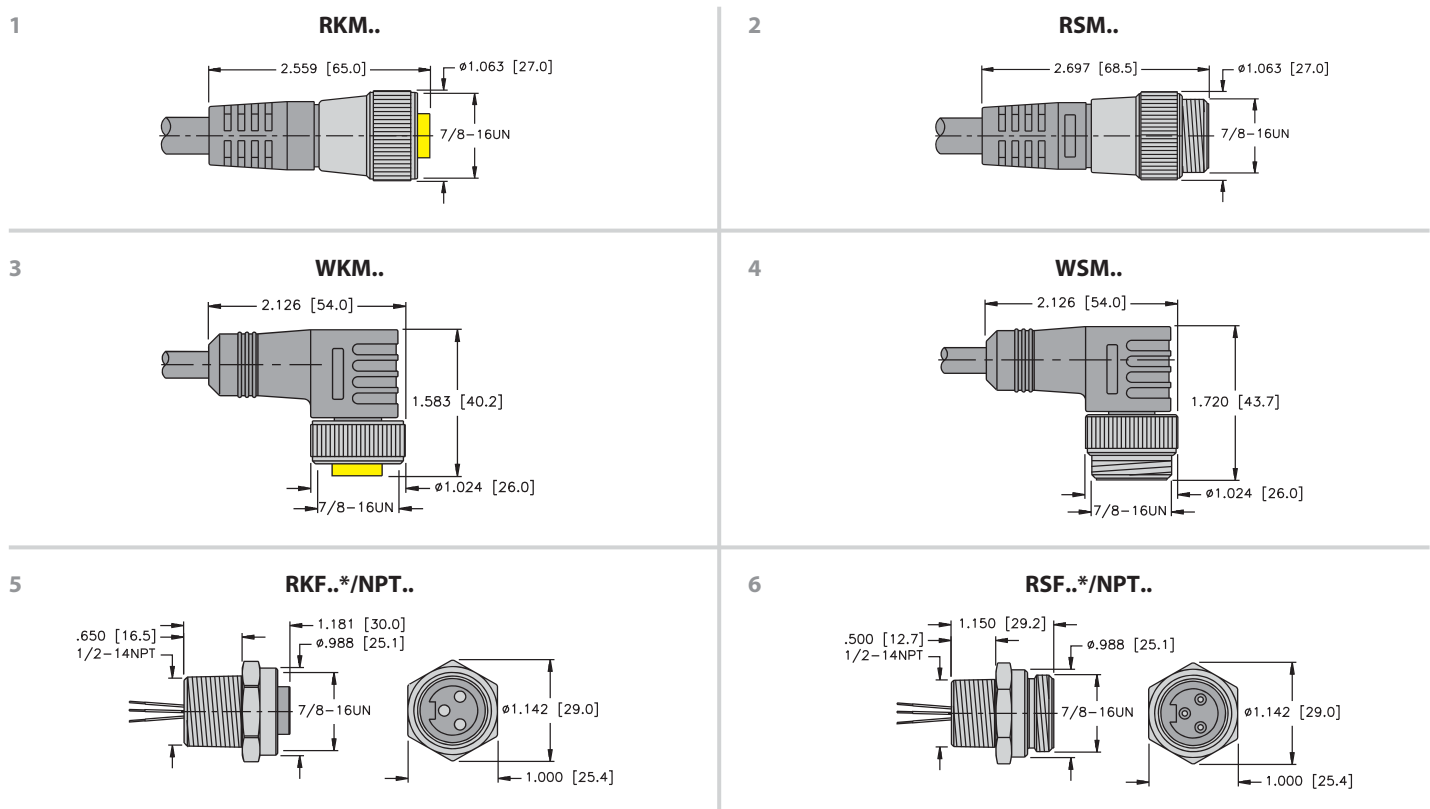 1
RKM..
2.559 [65.0]
ø1.063 [27.0]
7/8-16UN
2
RSM..
2.697 [68.5]
ø1.063 [27.0]
7/8-16UN
3
WKM..
2.126 [54.0]
1.583 [40.2]
ø1.024 [26.0]
7/8-16UN
4
WSM..
2.126 [54.0]
1.720 [43.7]
ø1.024 [26.0]
7/8-16UN
5
RKF..*/NPT..
.650 [16.5]
1/2-14NPT
1.181 [30.0]
ø.988 [25.1]
7/8-16UN
ø1.142 [29.0]
1.000 [25.4]
6
RSF..*/NPT..
1.150 [29.2]
.500 [12.7]
1/2-14NPT
ø.988 [25.1]
7/8-16UN
ø1.142 [29.0]
1.000 [25.4]